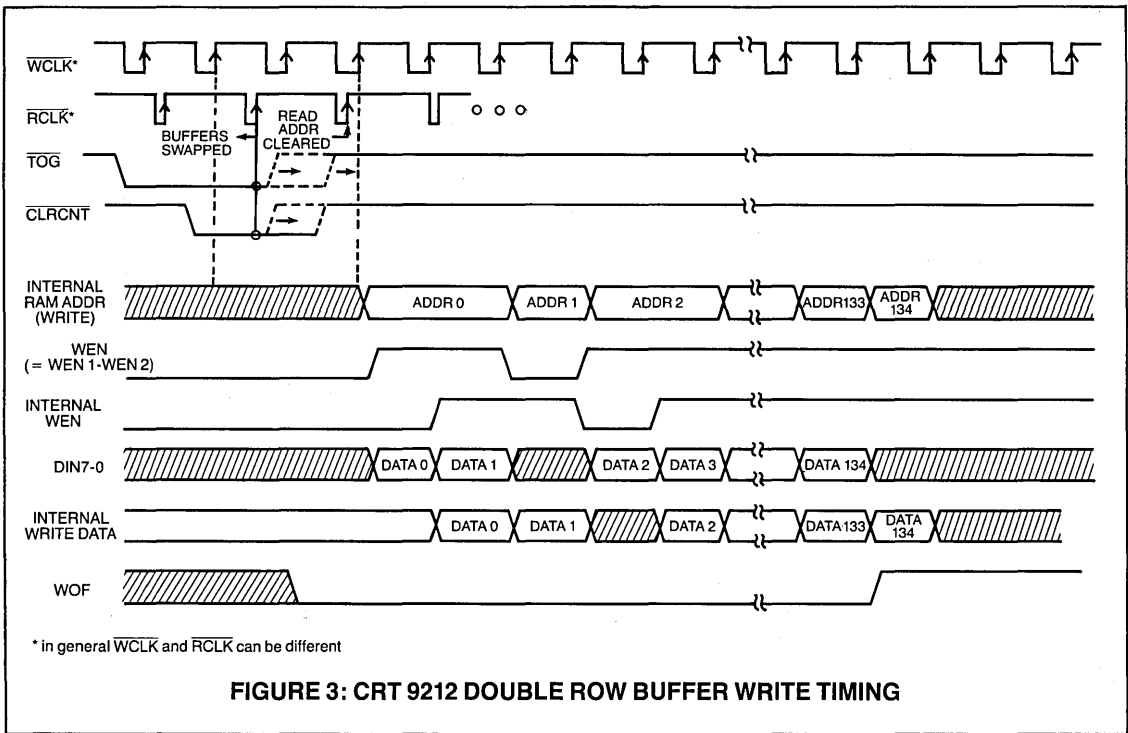 WCLK*
RCLK*
BUFFERS
SWAPPED
READ
ADDR
CLEARED
TOG
CLRCNT
INTERNAL
RAM ADDR
(WRITE)
ADDR 0
ADDR 1
ADDR 2
ADDR133
ADDR
134
WEN
(= WEN 1-WEN 2)
INTERNAL
WEN
DIN7-0
DATA 0
DATA 1
DATA 2
DATA 3
DATA 134
INTERNAL
WRITE DATA
DATA 0
DATA 1
DATA 2
DATA133
DATA
134
WOF
* in general WCLK and RCLK can be different
FIGURE 3: CRT 9212 DOUBLE ROW BUFFER WRITE TIMING